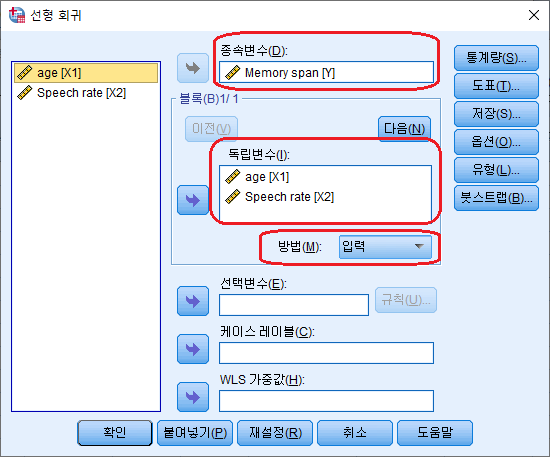 선형 회귀
age [X1]
Speech rate [X2]
종속변수(D):
Memory span [Y]
블록(B)1/ 1
이전(V)
다음(N)
독립변수(I):
age [X1]
Speech rate [X2]
방법(M):
입력
선택변수(E):
규칙(U)...
케이스 레이블(C):
WLS 가중값(H):
통계량(S)...
도표(T)...
저장(S)...
옵션(O)...
유형(L)...
붓스트랩(B)...
확인
붙여넣기(P)
재설정(R)
취소
도움말